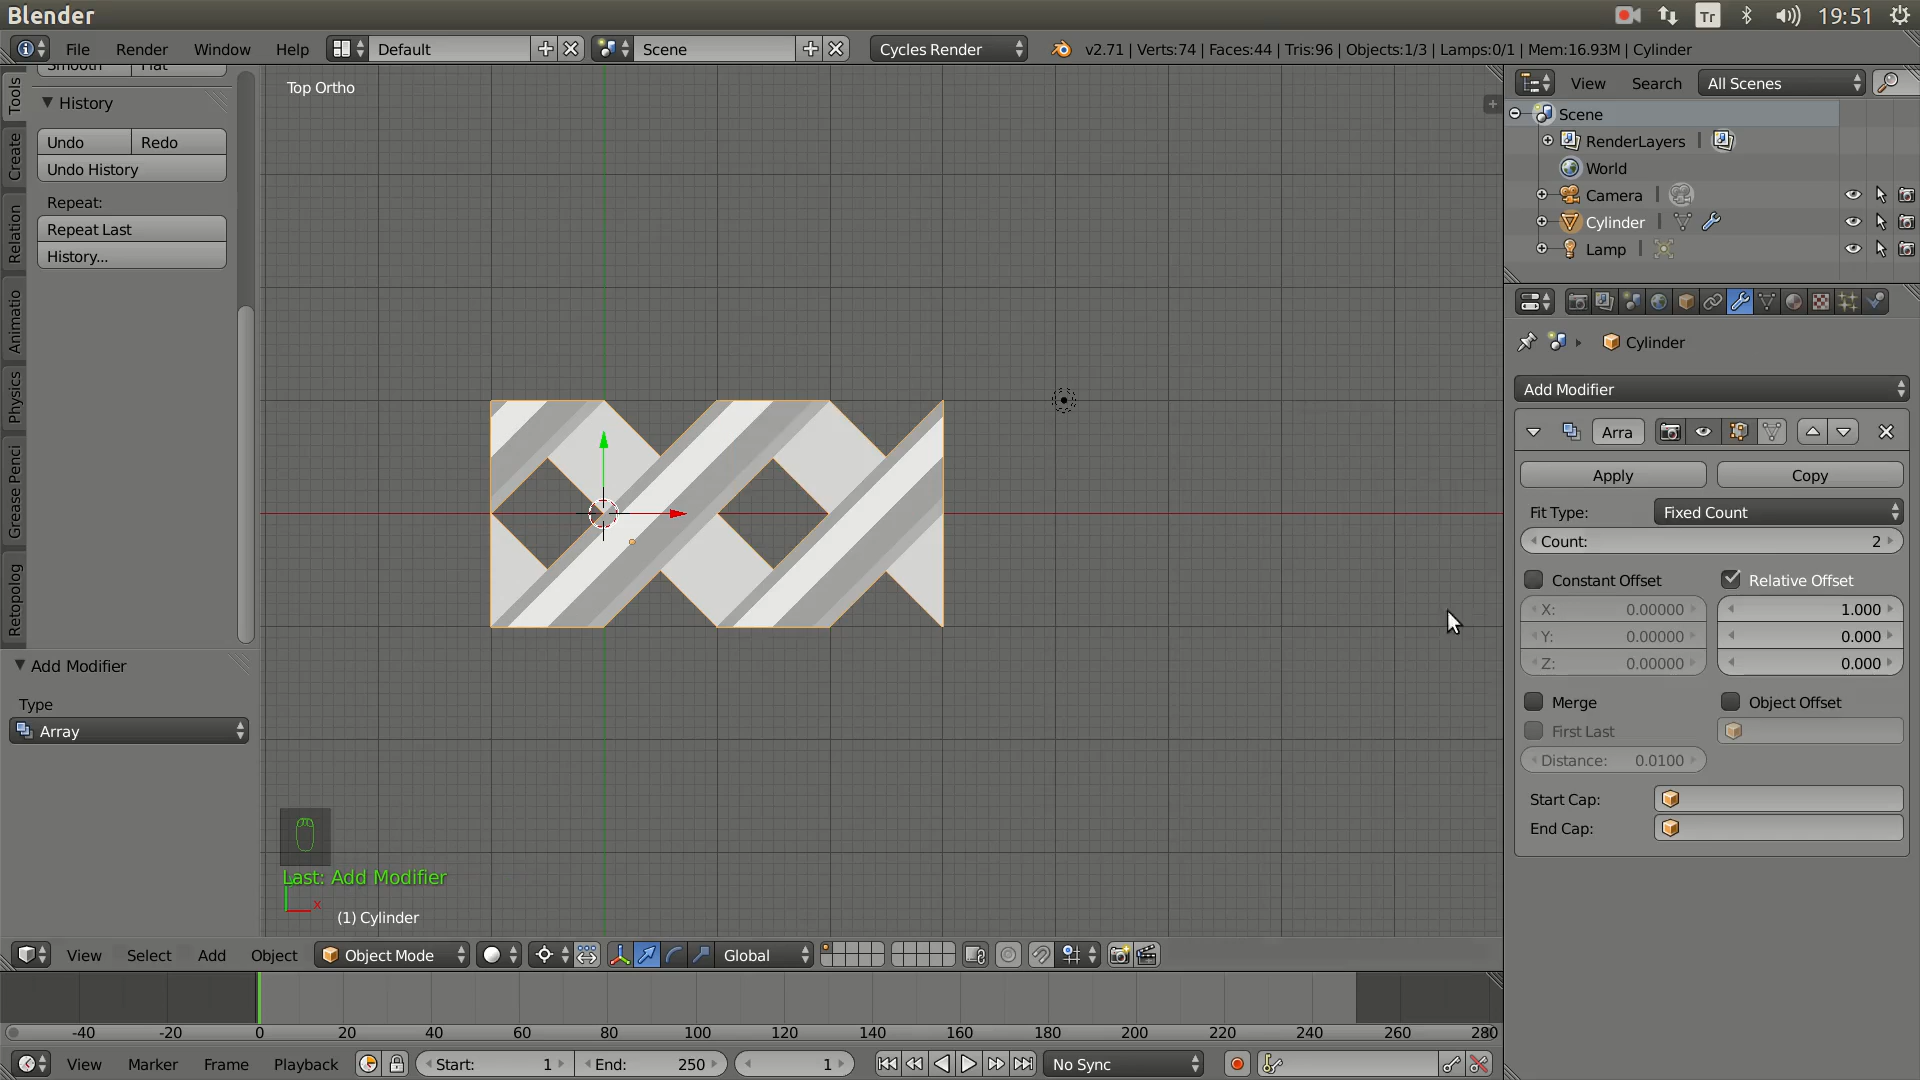 Blender
Tr
19:51
File Render Window Help Default Scene Cycles Render v2.71 | Verts:74 | Faces:44 | Tris:96 | Objects:1/3 | Lamps:0/1 | Mem:16.93M | Cylinder
Smooth Flat
History
Undo Redo
Undo History
Repeat:
Repeat Last
History...
Tools
Create
Relation
Animatio
Physics
Grease Penci
Retopolog
Add Modifier
Type
Array
Top Ortho
Last: Add Modifier
x
(1) Cylinder
View Select Add Object Object Mode Global
-40 -20 0 20 40 60 80 100 120 140 160 180 200 220 240 260 280
View Marker Frame Playback Start: 1 End: 250 1 No Sync
View Search All Scenes
Scene
RenderLayers
World
Camera
Cylinder
Lamp
Cylinder
Add Modifier
Arra
Apply Copy
Fit Type: Fixed Count
Count: 2
Constant Offset Relative Offset
X: 0.00000 1.000
Y: 0.00000 0.000
Z: 0.00000 0.000
Merge Object Offset
First Last
Distance: 0.0100
Start Cap:
End Cap: